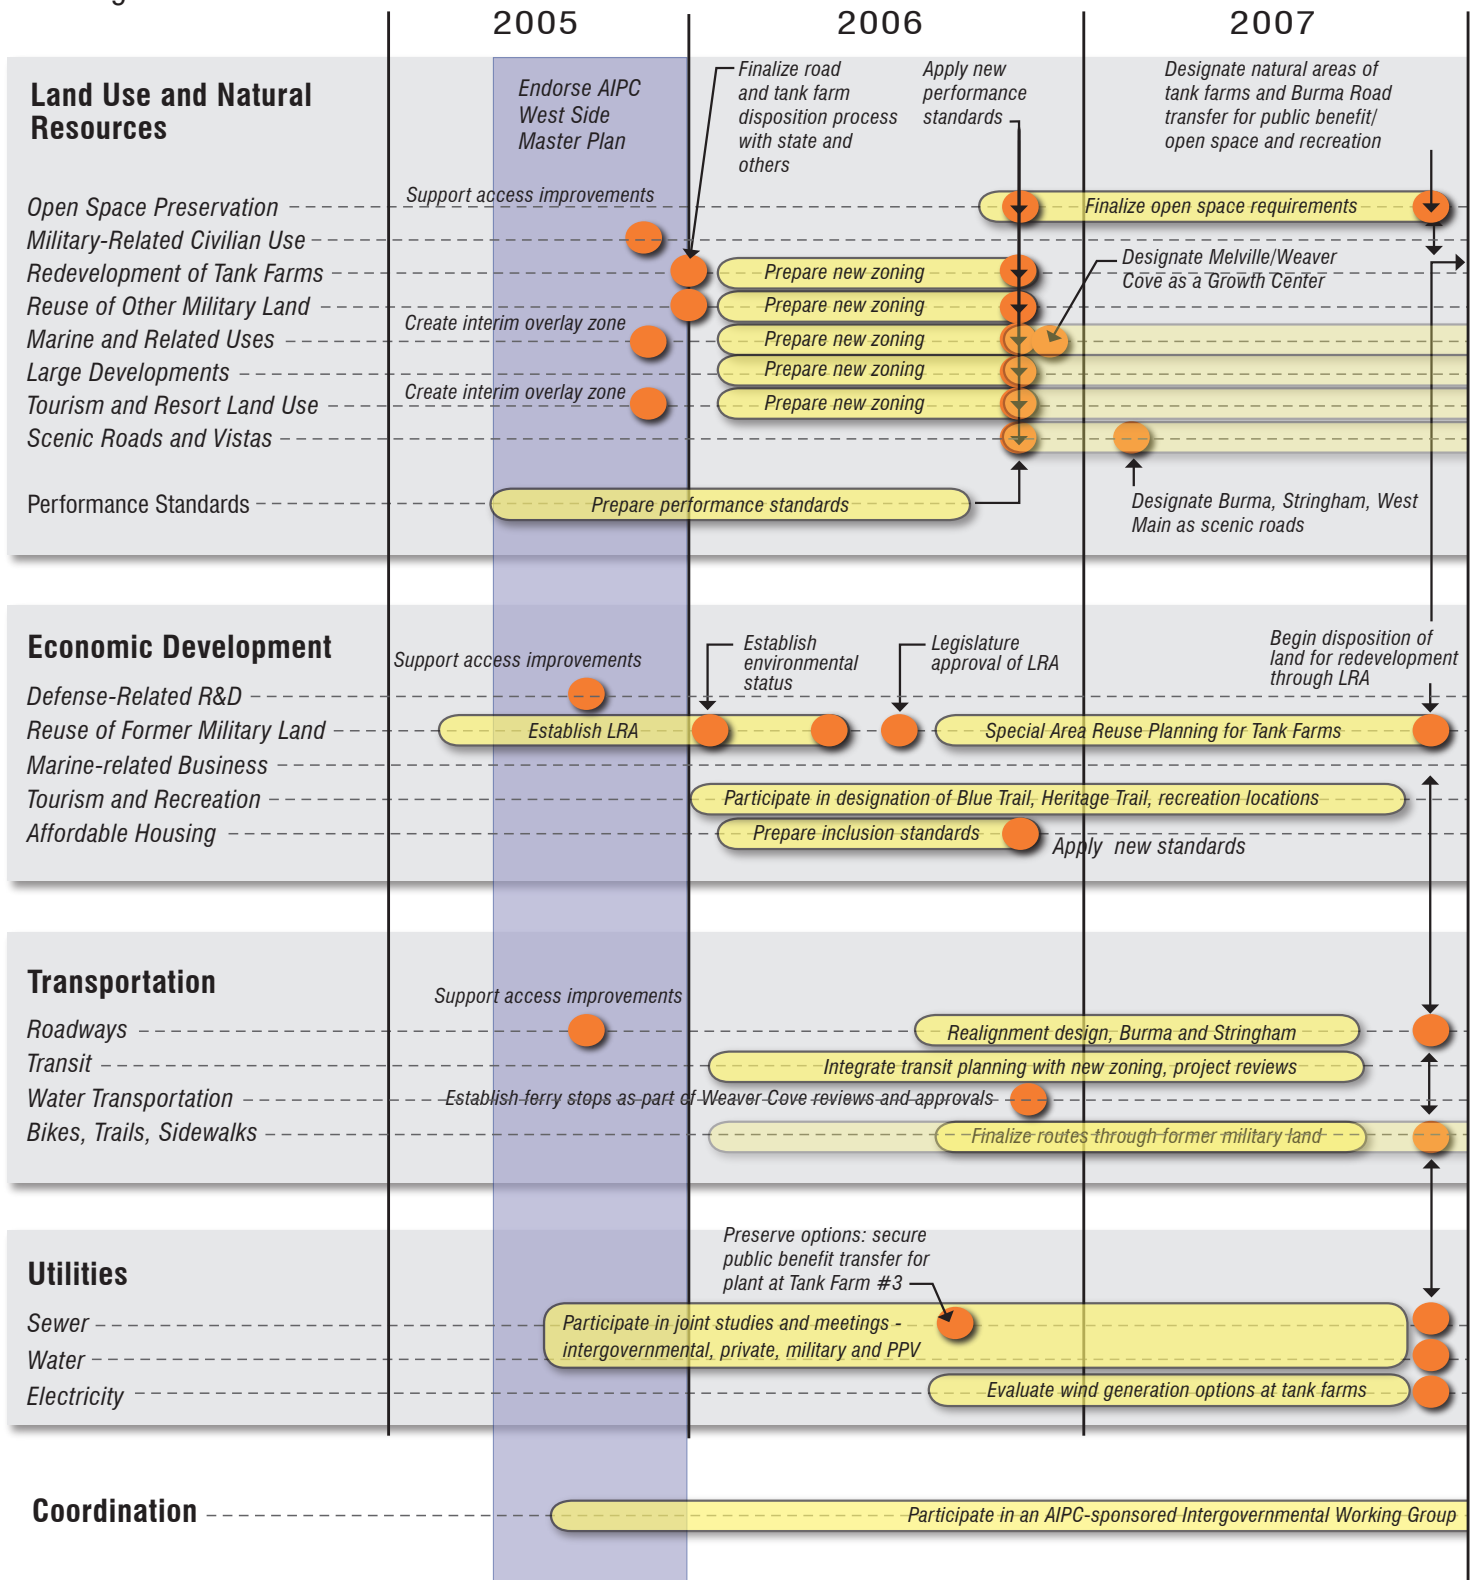 2005
2006
2007
Land Use and Natural
Resources
Endorse AIPC
West Side
Master Plan
Finalize road
and tank farm
disposition process
with state and
others
Apply new
performance
standards
Designate natural areas of
tank farms and Burma Road
transfer for public benefit/
open space and recreation
Open Space Preservation
Support access improvements
Finalize open space requirements
Military-Related Civilian Use
Redevelopment of Tank Farms
Prepare new zoning
Designate Melville/Weaver
Cove as a Growth Center
Reuse of Other Military Land
Prepare new zoning
Marine and Related Uses
Create interim overlay zone
Prepare new zoning
Large Developments
Prepare new zoning
Tourism and Resort Land Use
Create interim overlay zone
Prepare new zoning
Scenic Roads and Vistas
Performance Standards
Prepare performance standards
Designate Burma, Stringham, West
Main as scenic roads
Economic Development
Support access improvements
Establish
environmental
status
Legislature
approval of LRA
Begin disposition of
land for redevelopment
through LRA
Defense-Related R&D
Reuse of Former Military Land
Establish LRA
Special Area Reuse Planning for Tank Farms
Marine-related Business
Tourism and Recreation
Participate in designation of Blue Trail, Heritage Trail, recreation locations
Affordable Housing
Prepare inclusion standards
Apply new standards
Transportation
Support access improvements
Roadways
Realignment design, Burma and Stringham
Transit
Integrate transit planning with new zoning, project reviews
Water Transportation
Establish ferry stops as part of Weaver Cove reviews and approvals
Bikes, Trails, Sidewalks
Finalize routes through former military land
Utilities
Preserve options: secure
public benefit transfer for
plant at Tank Farm #3
Sewer
Participate in joint studies and meetings -
intergovernmental, private, military and PPV
Water
Electricity
Evaluate wind generation options at tank farms
Coordination
Participate in an AIPC-sponsored Intergovernmental Working Group